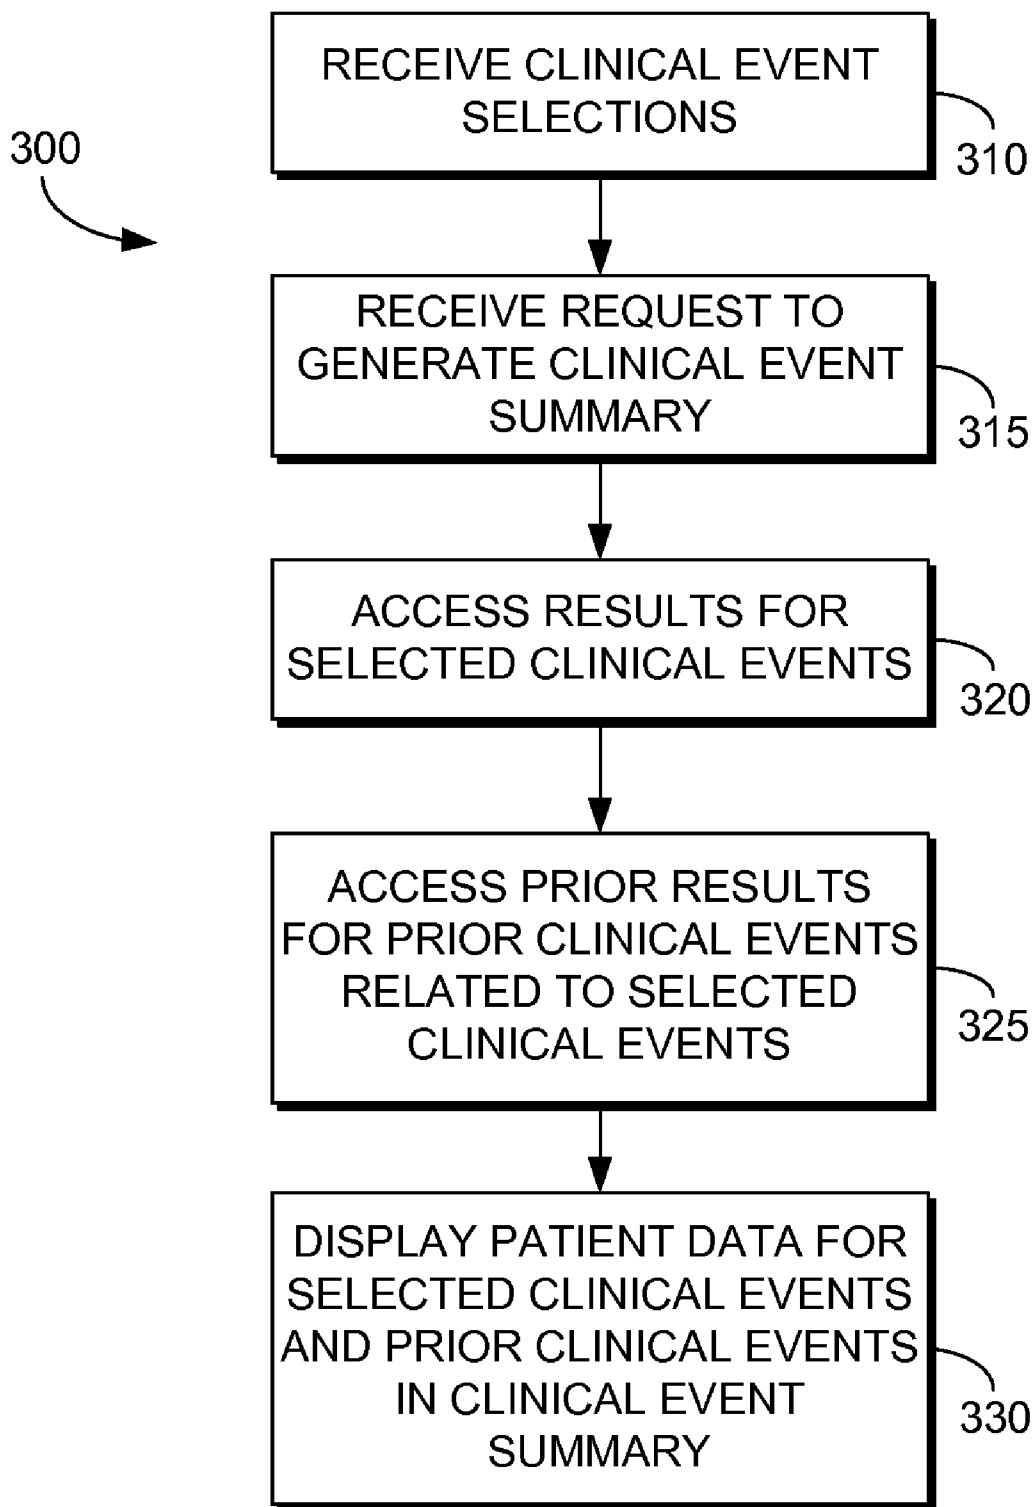 RECEIVE CLINICAL EVENT
SELECTIONS
310
300
RECEIVE REQUEST TO
GENERATE CLINICAL EVENT
SUMMARY
315
ACCESS RESULTS FOR
SELECTED CLINICAL EVENTS
320
ACCESS PRIOR RESULTS
FOR PRIOR CLINICAL EVENTS
RELATED TO SELECTED
CLINICAL EVENTS
325
DISPLAY PATIENT DATA FOR
SELECTED CLINICAL EVENTS
AND PRIOR CLINICAL EVENTS
IN CLINICAL EVENT
SUMMARY
330